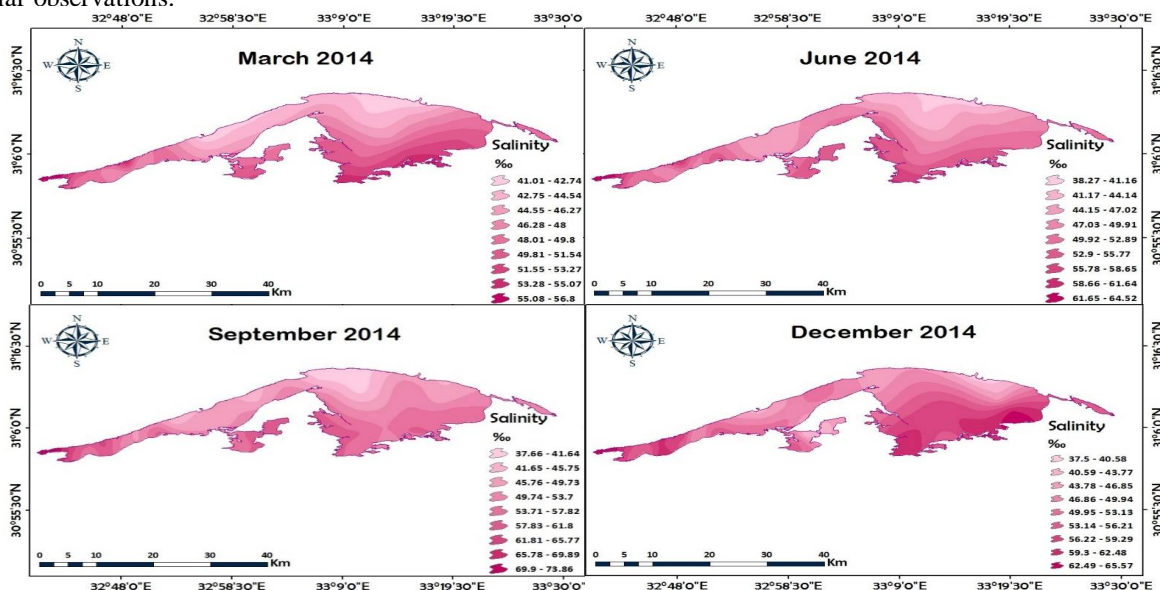 lar observations.
32°48'0"E 32°58'30"E 33°9'0"E 33°19'30"E 33°30'0"E 32°48'0"E 32°58'30"E 33°9'0"E 33°19'30"E 33°30'0"E
31°16'30"N
31°6'0"N
30°55'30"N
N
W E
S
March 2014
Salinity
‰
41.01 - 42.74
42.75 - 44.54
44.55 - 46.27
46.28 - 48
48.01 - 49.8
49.81 - 51.54
51.55 - 53.27
53.28 - 55.07
55.08 - 56.8
0 5 10 20 30 40
Km
N
W E
S
June 2014
Salinity
‰
38.27 - 41.16
41.17 - 44.14
44.15 - 47.02
47.03 - 49.91
49.92 - 52.89
52.9 - 55.77
55.78 - 58.65
58.66 - 61.64
61.65 - 64.52
0 5 10 20 30 40
Km
31°16'30"N
31°6'0"N
30°55'30"N
31°16'30"N
31°6'0"N
30°55'30"N
N
W E
S
September 2014
Salinity
‰
37.66 - 41.64
41.65 - 45.75
45.76 - 49.73
49.74 - 53.7
53.71 - 57.82
57.83 - 61.8
61.81 - 65.77
65.78 - 69.89
69.9 - 73.86
0 5 10 20 30 40
Km
N
W E
S
December 2014
Salinity
‰
37.5 - 40.58
40.59 - 43.77
43.78 - 46.85
46.86 - 49.94
49.95 - 53.13
53.14 - 56.21
56.22 - 59.29
59.3 - 62.48
62.49 - 65.57
0 5 10 20 30 40
Km
31°16'30"N
31°6'0"N
30°55'30"N
32°48'0"E 32°58'30"E 33°9'0"E 33°19'30"E 33°30'0"E 32°48'0"E 32°58'30"E 33°9'0"E 33°19'30"E 33°30'0"E